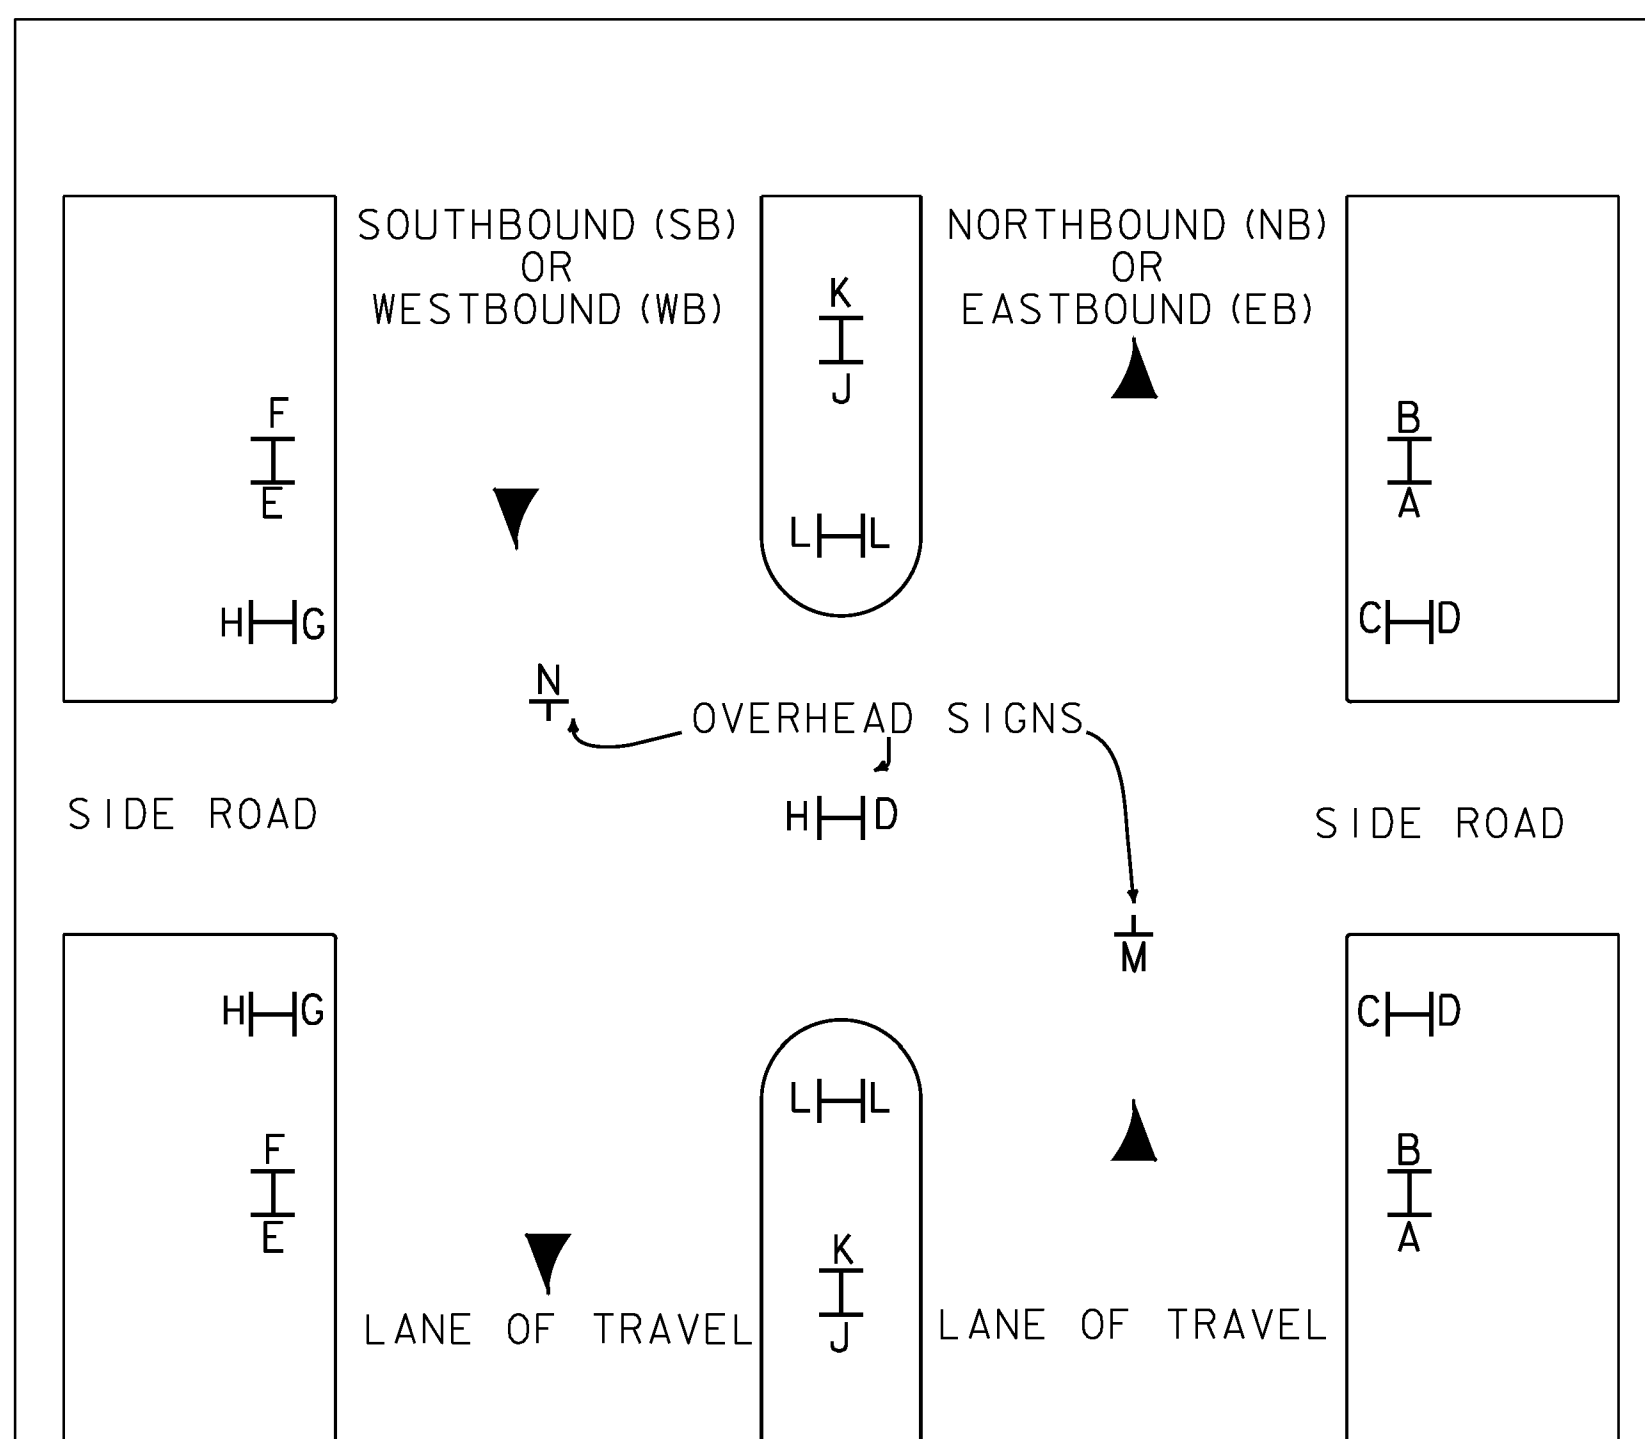 SOUTHBOUND (SB)
OR
WESTBOUND (WB)
NORTHBOUND (NB)
OR
EASTBOUND (EB)
K
J
F
E
B
A
L L
H G
C D
N
OVERHEAD SIGNS
SIDE ROAD
H D
SIDE ROAD
M
H G
C D
L L
F
E
B
A
K
J
LANE OF TRAVEL
LANE OF TRAVEL